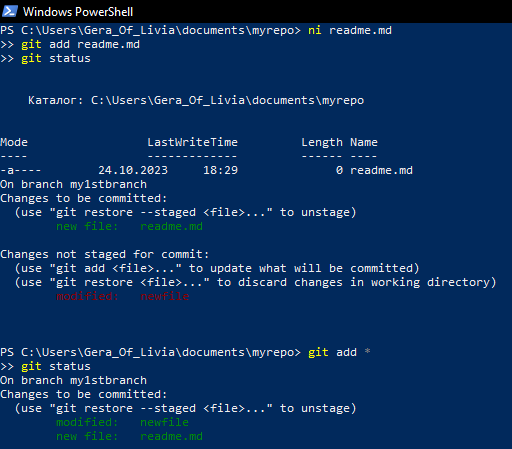 Windows PowerShell
PS C:\Users\Gera_Of_Livia\documents\myrepo> ni readme.md
>> git add readme.md
>> git status
Каталог: C:\Users\Gera_Of_Livia\documents\myrepo
Mode LastWriteTime Length Name
---- ------------- ------ ----
-a---- 24.10.2023 18:29 0 readme.md
On branch my1stbranch
Changes to be committed:
(use "git restore --staged <file>..." to unstage)
new file: readme.md
Changes not staged for commit:
(use "git add <file>..." to update what will be committed)
(use "git restore <file>..." to discard changes in working directory)
modified: newfile
PS C:\Users\Gera_Of_Livia\documents\myrepo> git add *
>> git status
On branch my1stbranch
Changes to be committed:
(use "git restore --staged <file>..." to unstage)
modified: newfile
new file: readme.md